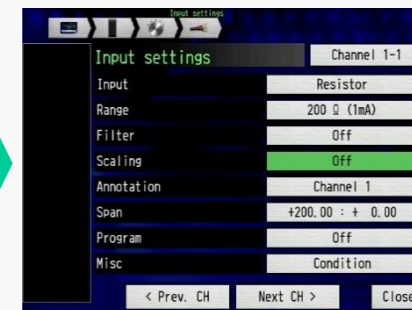 Input settings
Input settings Channel 1-1
Input Resistor
Range 200 Ω (1mA)
Filter Off
Scaling Off
Annotation Channel 1
Span +200.00 : + 0.00
Program Off
Misc Condition
< Prev. CH Next CH > Close